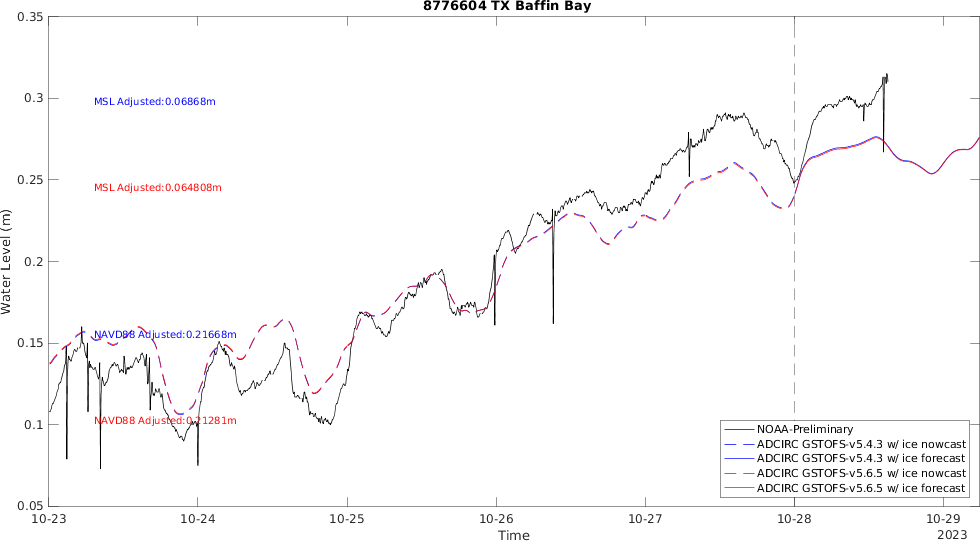 8776604 TX Baffin Bay
0.35
0.3
0.25
0.2
0.15
0.1
0.05
Water Level (m)
MSL Adjusted:0.06868m
MSL Adjusted:0.064808m
NAVD88 Adjusted:0.21668m
NAVD88 Adjusted:0.21281m
NOAA-Preliminary
ADCIRC GSTOFS-v5.4.3 w/ ice nowcast
ADCIRC GSTOFS-v5.4.3 w/ ice forecast
ADCIRC GSTOFS-v5.6.5 w/ ice nowcast
ADCIRC GSTOFS-v5.6.5 w/ ice forecast
10-23 10-24 10-25 10-26 10-27 10-28 10-29
Time
2023